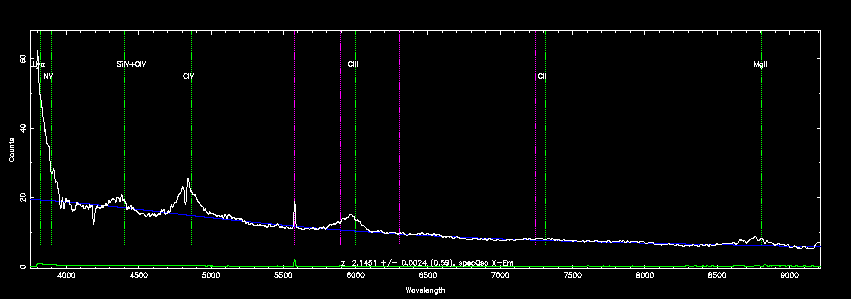 Lyα SiIV+OIV CIII MgII
NV CIV CII
60
40
20
0
Counts
z 2.1451 +/- 0.0024 (0.59), specQso X-Em
4000 4500 5000 5500 6000 6500 7000 7500 8000 8500 9000
Wavelength